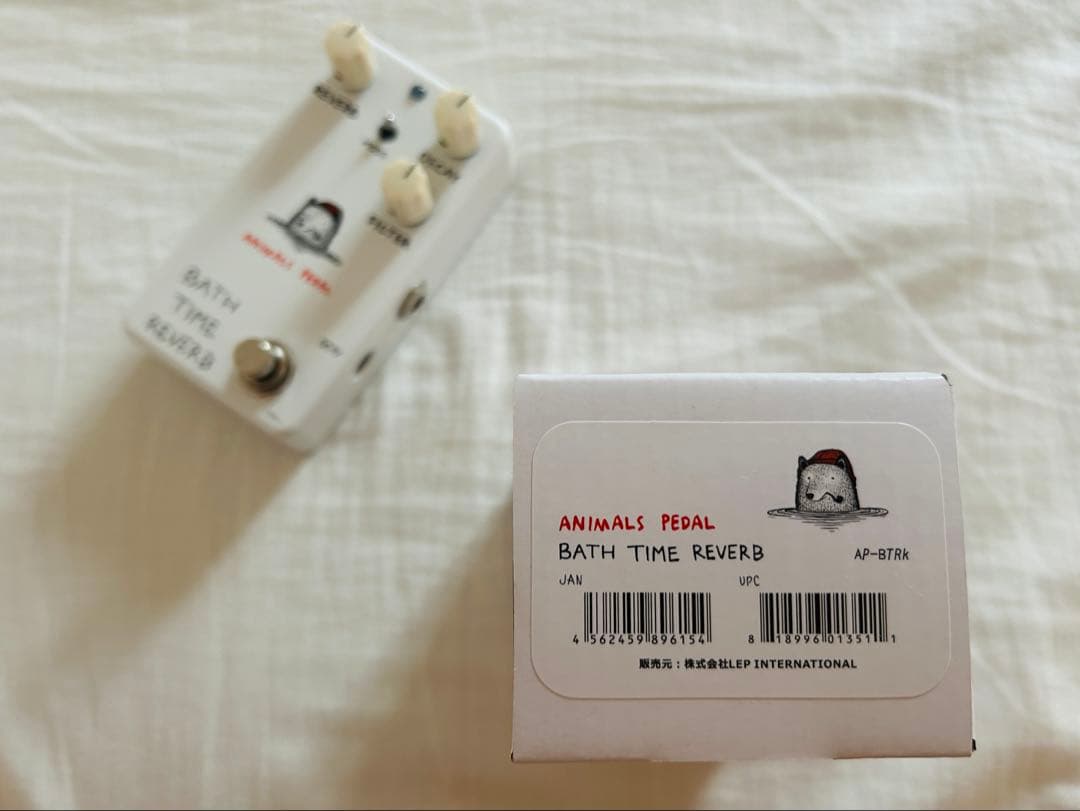 REVERB
DECAY
FILTER
ANIMALS PEDAL
BATH
TIME
REVERB
ANIMALS PEDAL
BATH TIME REVERB
AP-BTRk
JAN
UPC
4 562459 896154
8 18996 01351 1
販売元：株式会社LEP INTERNATIONAL